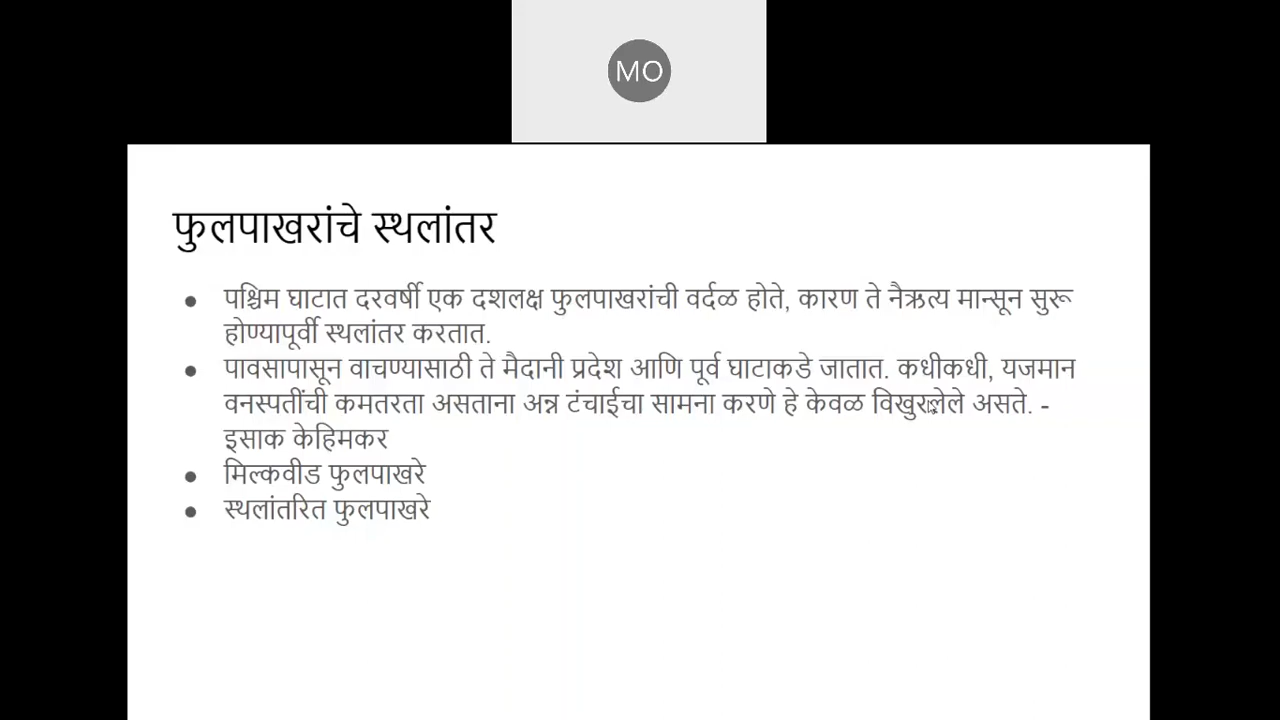 MO
फुलपाखरांचे स्थलांतर
● पश्चिम घाटात दरवर्षी एक दशलक्ष फुलपाखरांची वर्दळ होते, कारण ते नैऋत्य मान्सून सुरू
होण्यापूर्वी स्थलांतर करतात.
● पावसापासून वाचण्यासाठी ते मैदानी प्रदेश आणि पूर्व घाटाकडे जातात. कधीकधी, यजमान
वनस्पतींची कमतरता असताना अन्न टंचाईचा सामना करणे हे केवळ विखुरलेले असते. -
इसाक केहिमकर
● मिल्कवीड फुलपाखरे
● स्थलांतरित फुलपाखरे